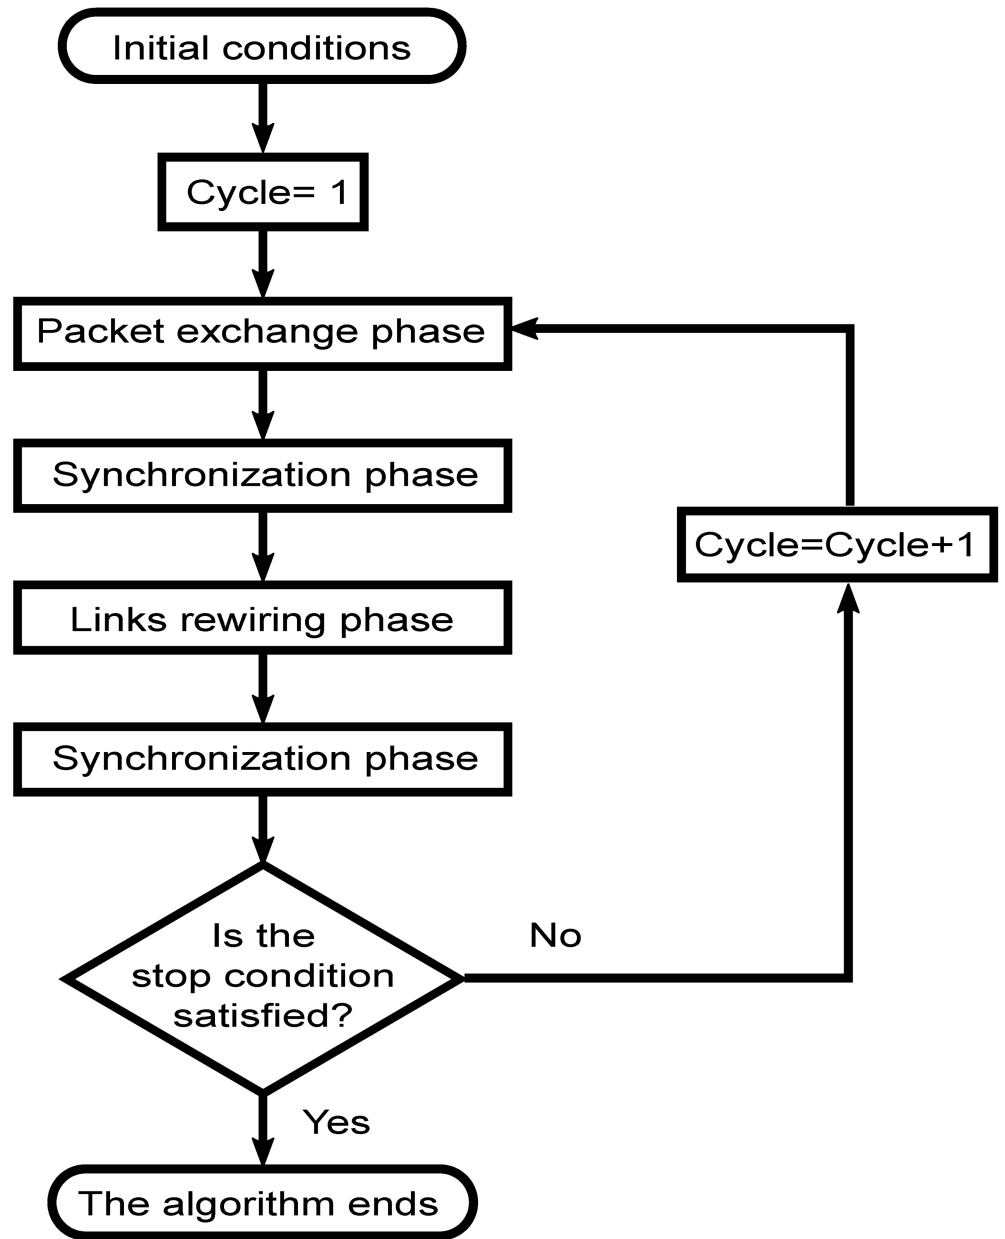 Initial conditions
Cycle= 1
Packet exchange phase
Synchronization phase
Links rewiring phase
Synchronization phase
Is the
stop condition
satisfied?
No
Cycle=Cycle+1
Yes
The algorithm ends